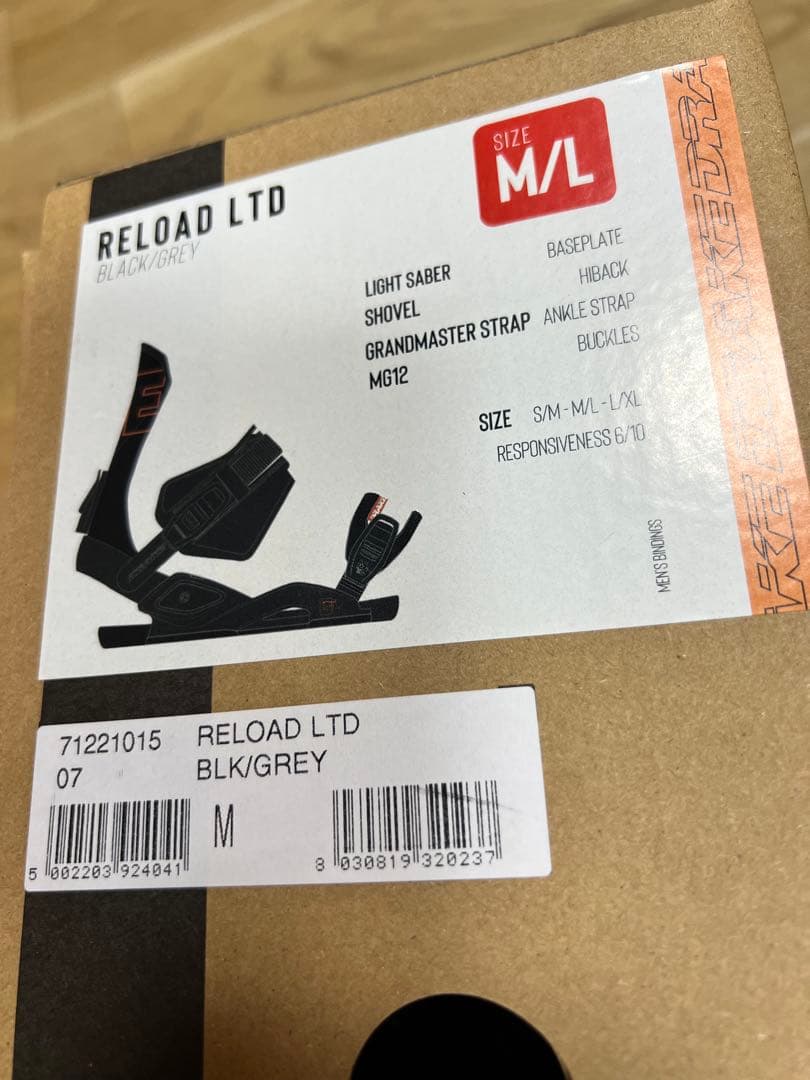 RELOAD LTD
BLACK/GREY
SIZE
M/L
LIGHT SABER BASEPLATE
SHOVEL HIBACK
GRANDMASTER STRAP ANKLE STRAP
MG12 BUCKLES
SIZE S/M - M/L - L/XL
RESPONSIVENESS 6/10
MEN'S BINDINGS
71221015 RELOAD LTD
07 BLK/GREY
M
5 002203 924041
8 030819 320237